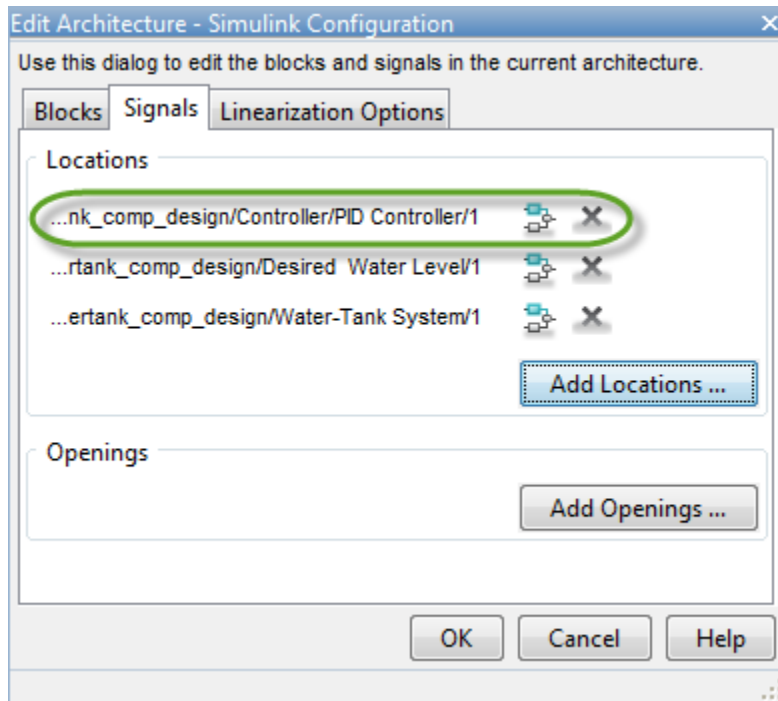 Edit Architecture - Simulink Configuration
Use this dialog to edit the blocks and signals in the current architecture.
Blocks Signals Linearization Options
Locations
...nk_comp_design/Controller/PID Controller/1
...rtank_comp_design/Desired  Water Level/1
...ertank_comp_design/Water-Tank System/1
Add Locations ...
Openings
Add Openings ...
OK Cancel Help